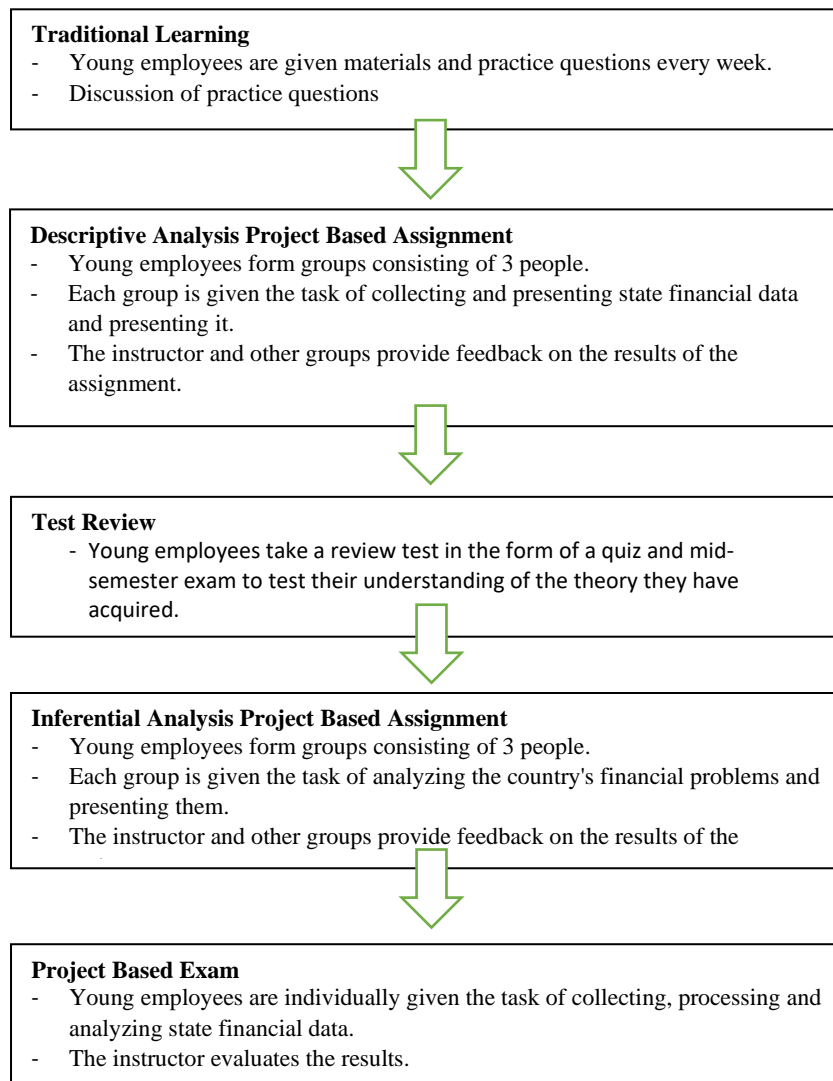 Traditional Learning
- Young employees are given materials and practice questions every week.
- Discussion of practice questions
Descriptive Analysis Project Based Assignment
- Young employees form groups consisting of 3 people.
- Each group is given the task of collecting and presenting state financial data
and presenting it.
- The instructor and other groups provide feedback on the results of the
assignment.
Test Review
- Young employees take a review test in the form of a quiz and mid-
semester exam to test their understanding of the theory they have
acquired.
Inferential Analysis Project Based Assignment
- Young employees form groups consisting of 3 people.
- Each group is given the task of analyzing the country's financial problems and
presenting them.
- The instructor and other groups provide feedback on the results of the
Project Based Exam
- Young employees are individually given the task of collecting, processing and
analyzing state financial data.
- The instructor evaluates the results.